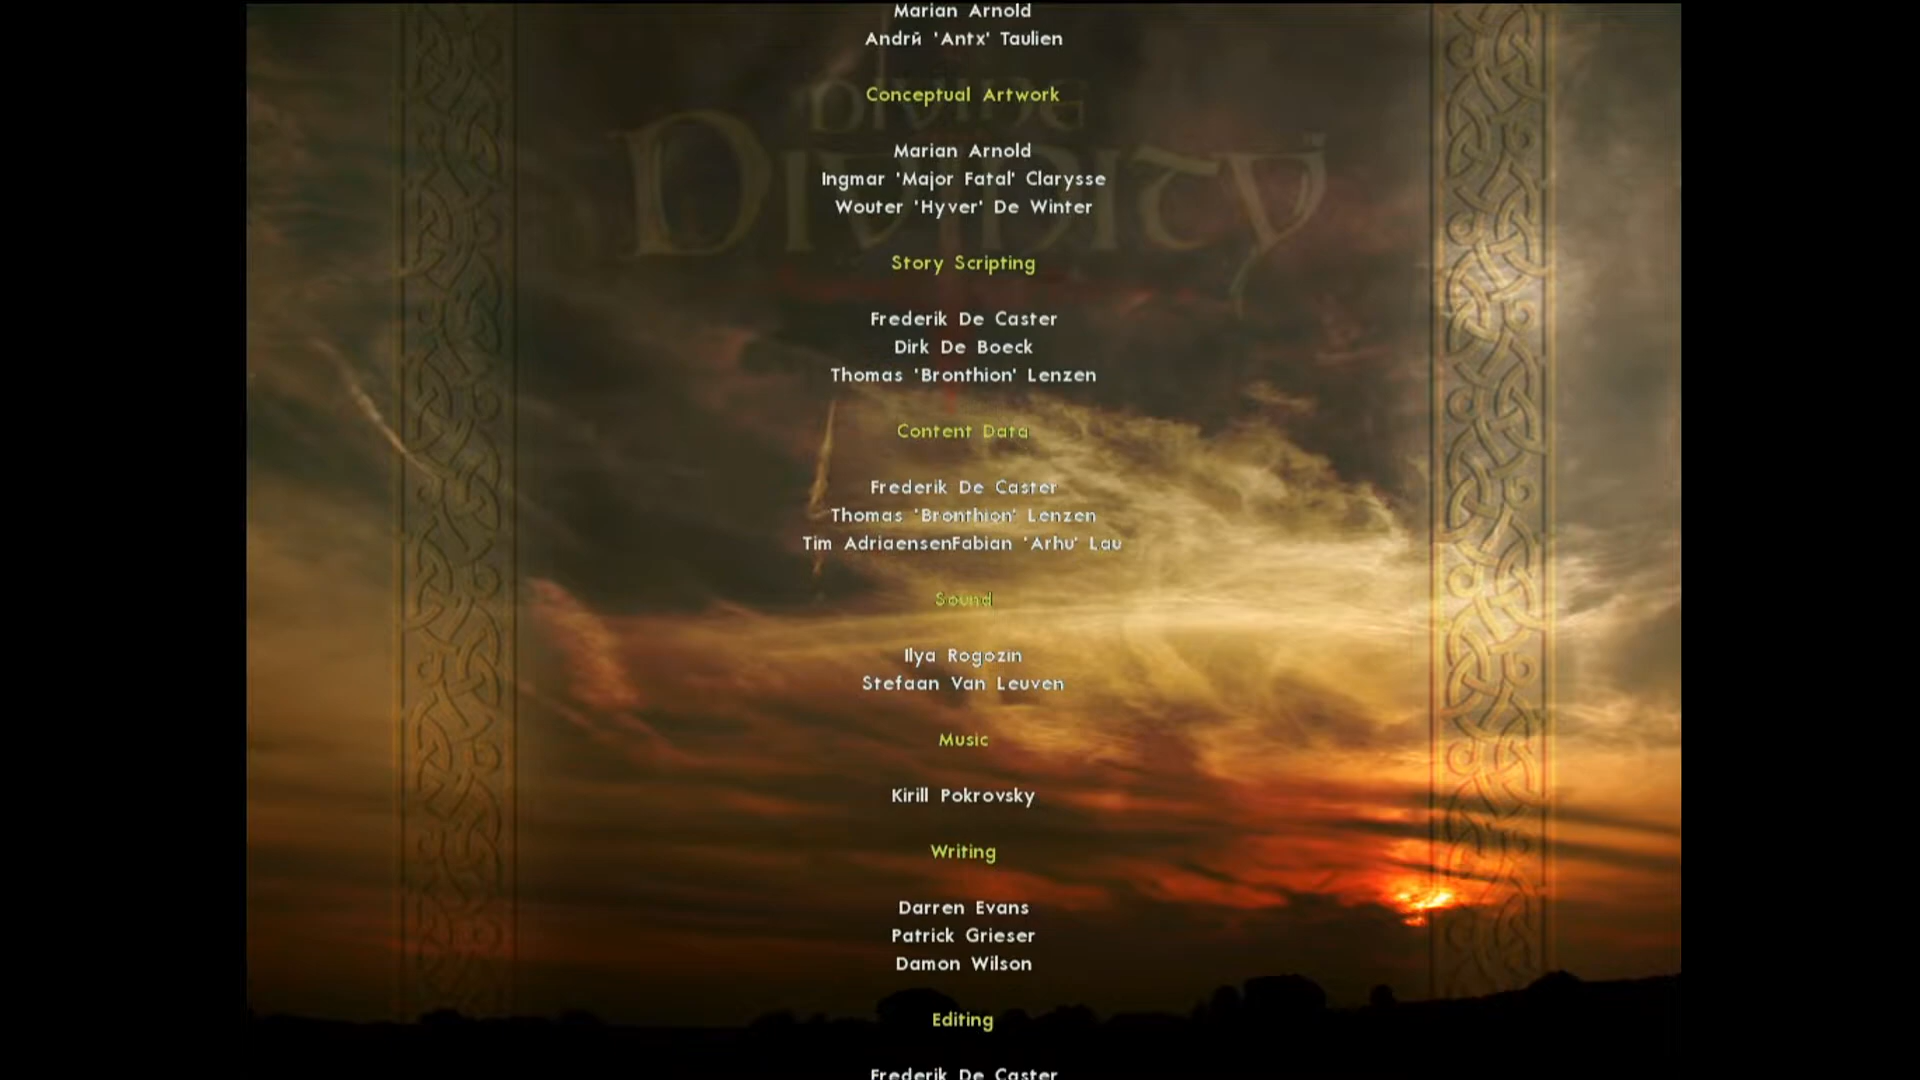 Marian Arnold
Andrй 'Antx' Taulien
Divine
Divinity
Conceptual Artwork
Marian Arnold
Ingmar 'Major Fatal' Clarysse
Wouter 'Hyver' De Winter
Story Scripting
Frederik De Caster
Dirk De Boeck
Thomas 'Bronthion' Lenzen
Content Data
Frederik De Caster
Thomas 'Bronthion' Lenzen
Tim AdriaensenFabian 'Arhu' Lau
Sound
Ilya Rogozin
Stefaan Van Leuven
Music
Kirill Pokrovsky
Writing
Darren Evans
Patrick Grieser
Damon Wilson
Editing
Frederik De Caster